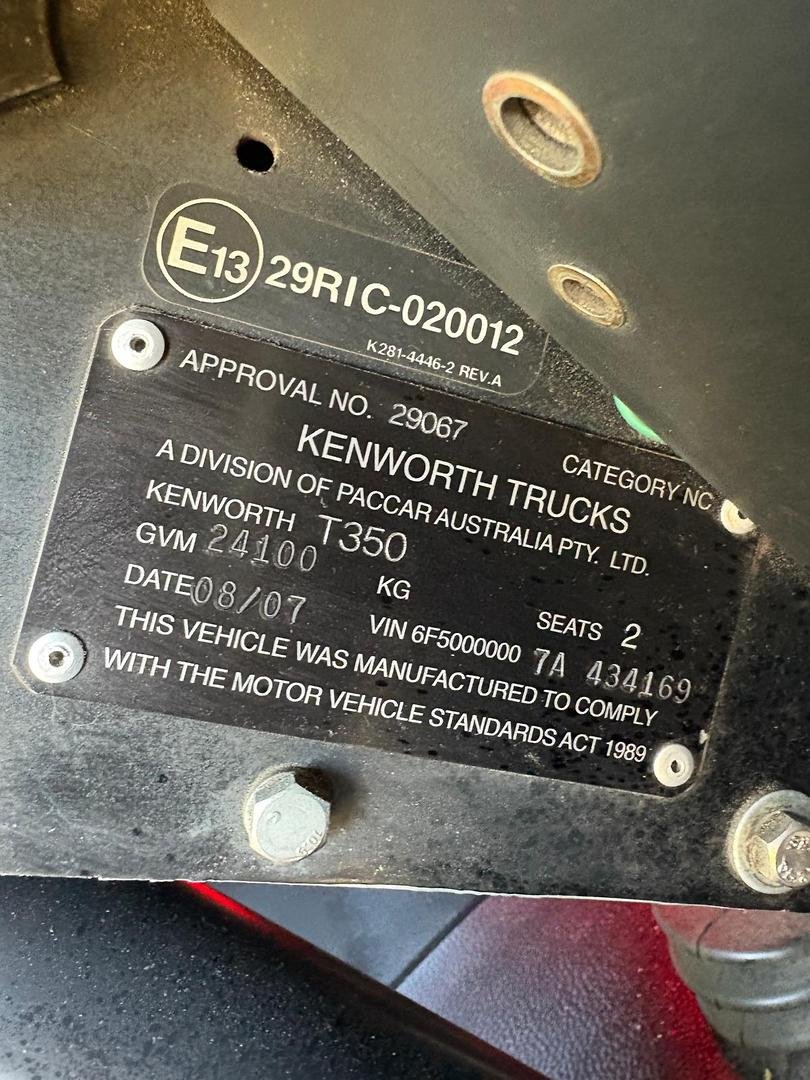 E13 29RIC-020012
K281-4446-2 REV.A
APPROVAL NO. 29067
CATEGORY NC
KENWORTH TRUCKS
A DIVISION OF PACCAR AUSTRALIA PTY. LTD.
KENWORTH T350
GVM 24100 KG
SEATS 2
DATE 08/07
VIN 6F5000000 7A 434169
THIS VEHICLE WAS MANUFACTURED TO COMPLY
WITH THE MOTOR VEHICLE STANDARDS ACT 1989